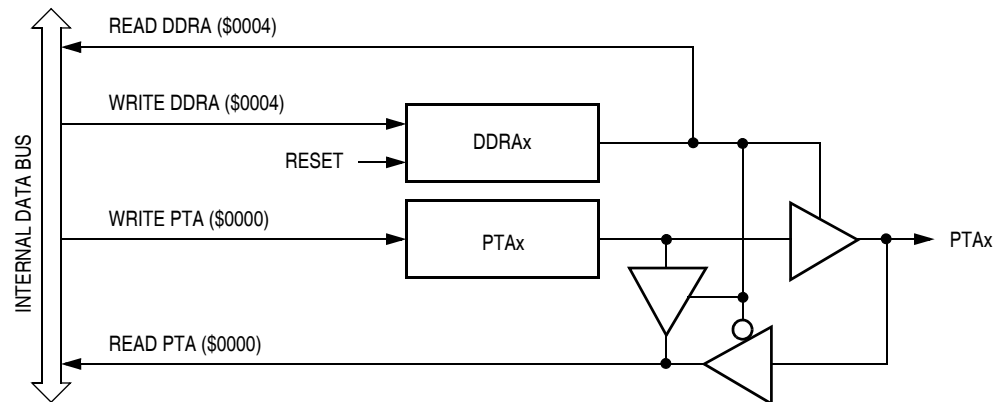 READ DDRA ($0004)
WRITE DDRA ($0004)
DDRAx
RESET
INTERNAL DATA BUS
WRITE PTA ($0000)
PTAx
PTAx
READ PTA ($0000)